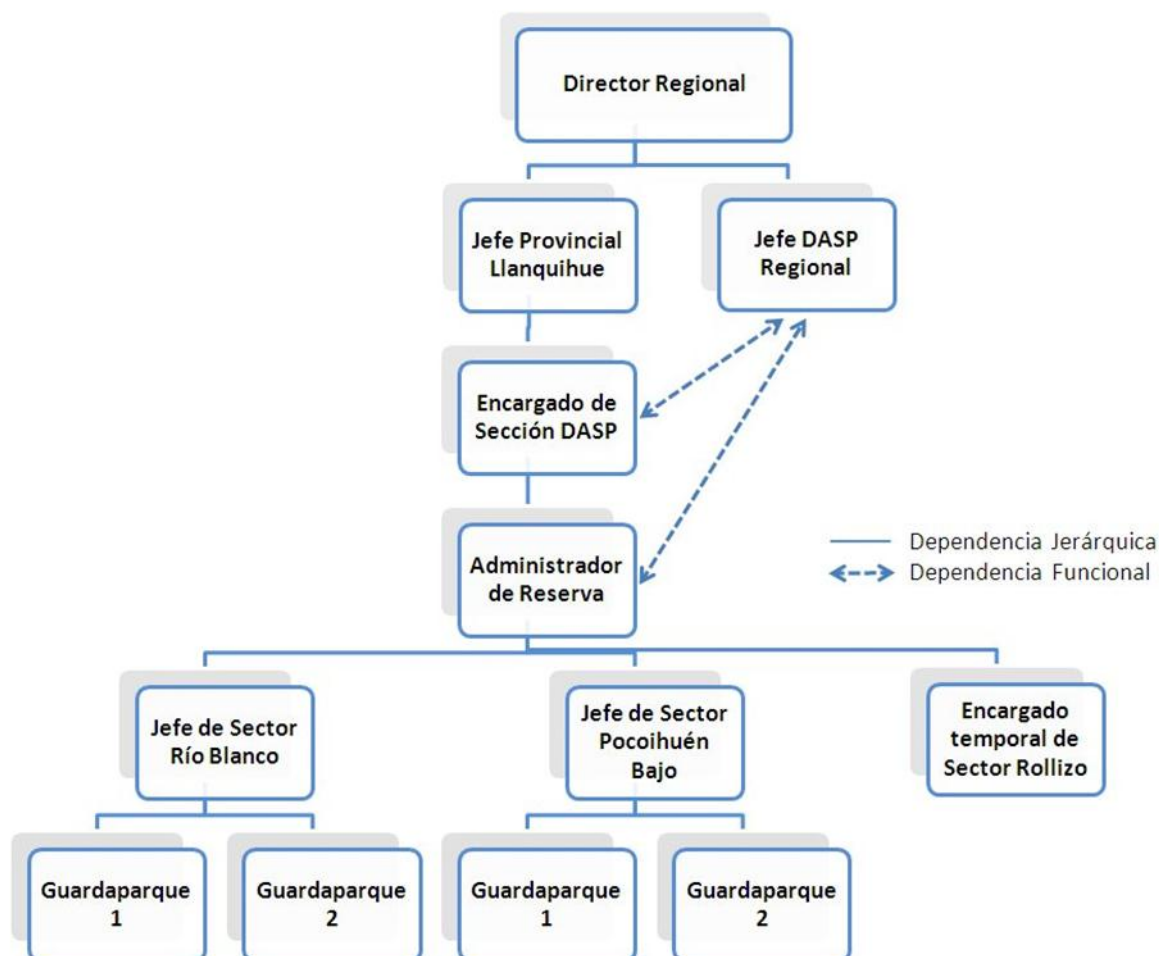 Director Regional
Jefe Provincial
Llanquihue
Jefe DASP
Regional
Encargado de
Sección DASP
Administrador
de Reserva
Dependencia Jerárquica
Dependencia Funcional
Jefe de Sector
Río Blanco
Jefe de Sector
Pocoihuén
Bajo
Encargado
temporal de
Sector Rollizo
Guardaparque
1
Guardaparque
2
Guardaparque
1
Guardaparque
2